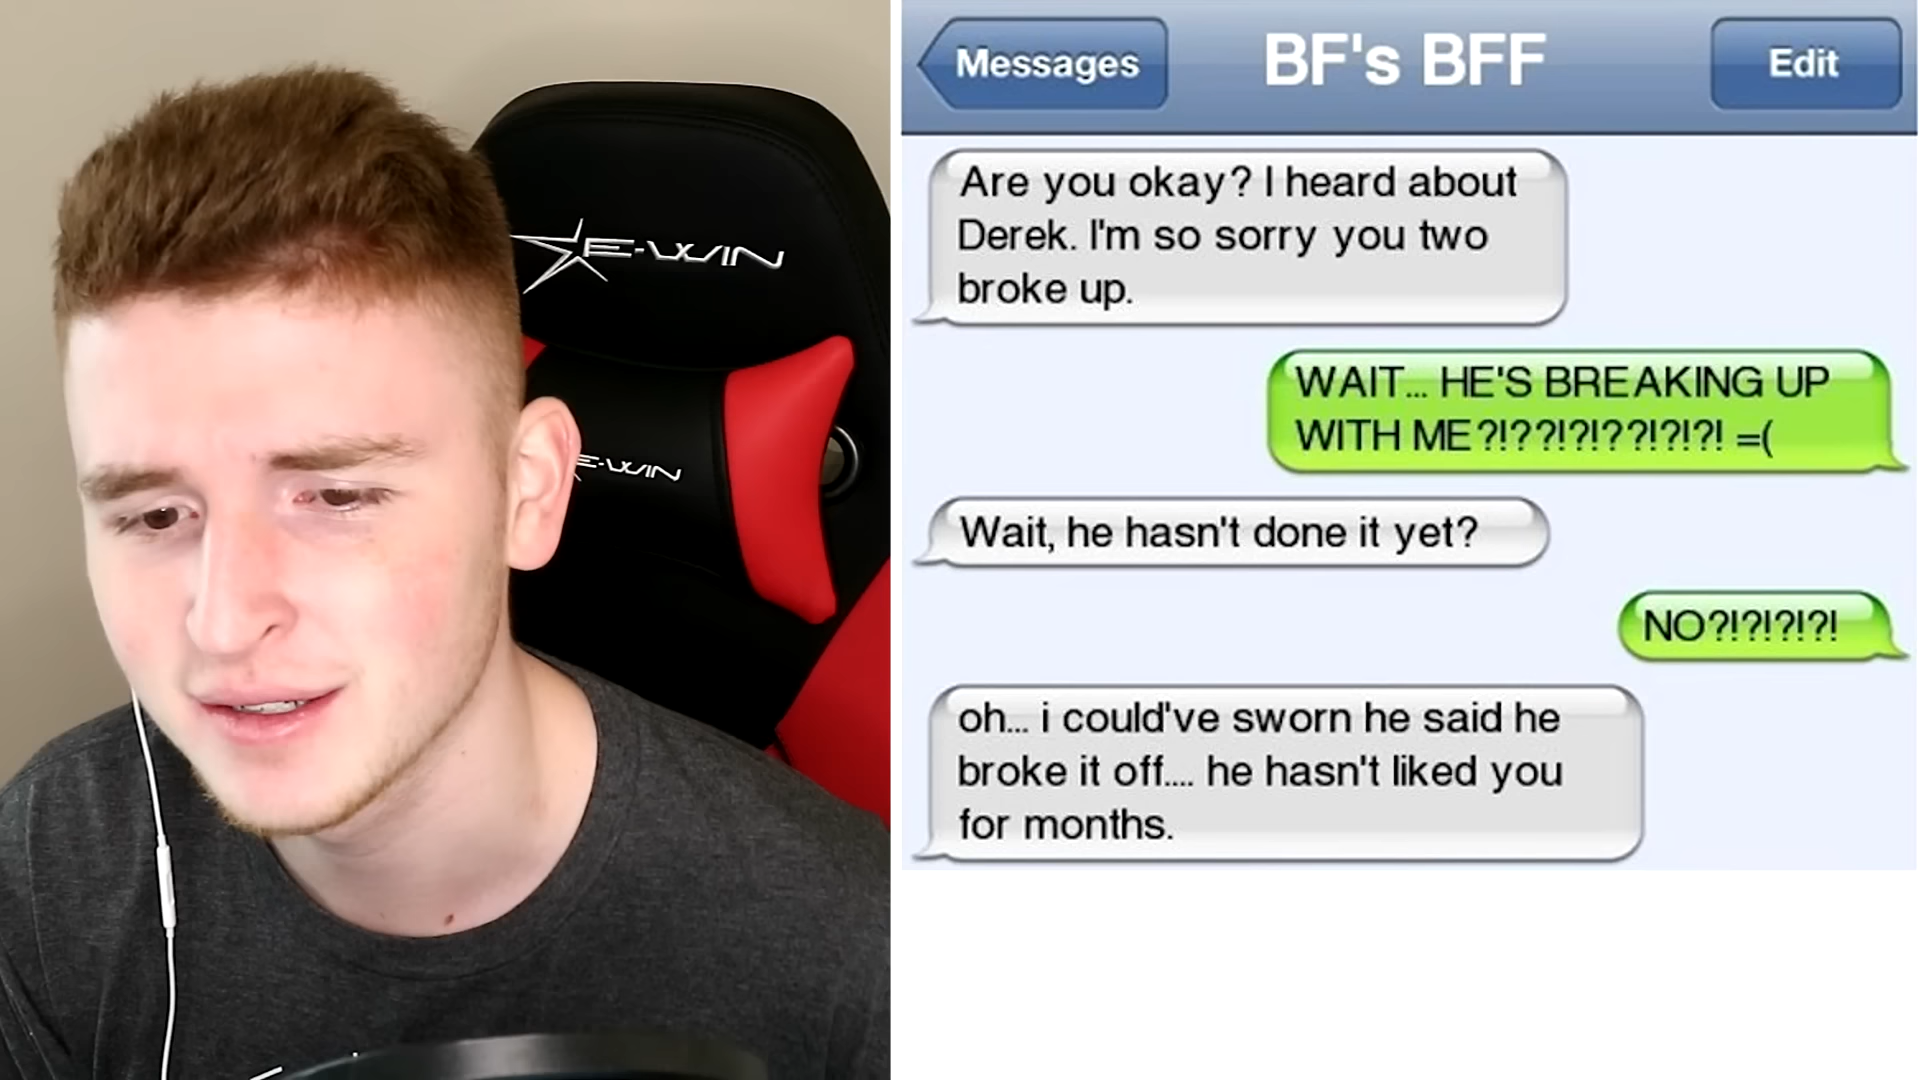 E-WIN
E-WIN
Messages
BF's BFF
Edit
Are you okay? I heard about
Derek. I'm so sorry you two
broke up.
WAIT... HE'S BREAKING UP
WITH ME?!??!?!??!?!?! =(
Wait, he hasn't done it yet?
NO?!?!?!?!
oh... i could've sworn he said he
broke it off.... he hasn't liked you
for months.